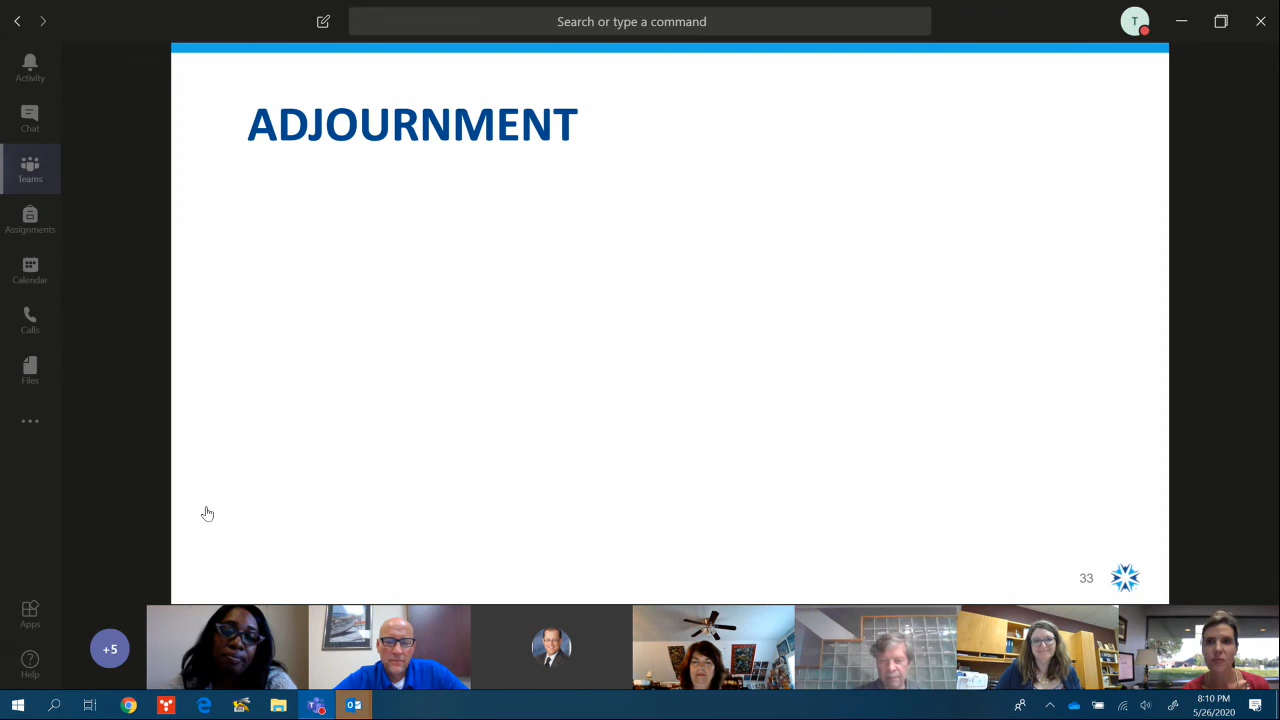 Search or type a command
T
Activity
Chat
Teams
Assignments
Calendar
Calls
Files
Apps
Help
ADJOURNMENT
33
+5
8:10 PM
5/26/2020